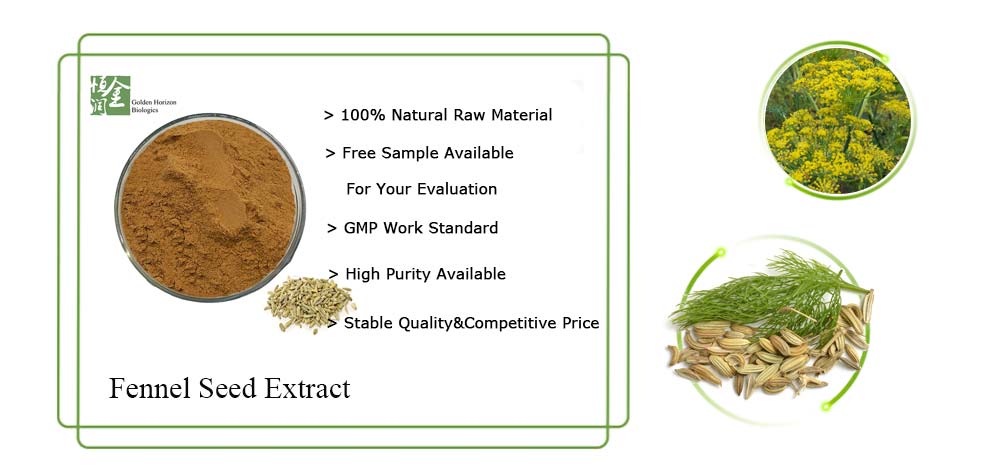 恒金润
Golden Horizon
Biologics
> 100% Natural Raw Material
> Free Sample Available
For Your Evaluation
> GMP Work Standard
> High Purity Available
> Stable Quality&Competitive Price
Fennel Seed Extract